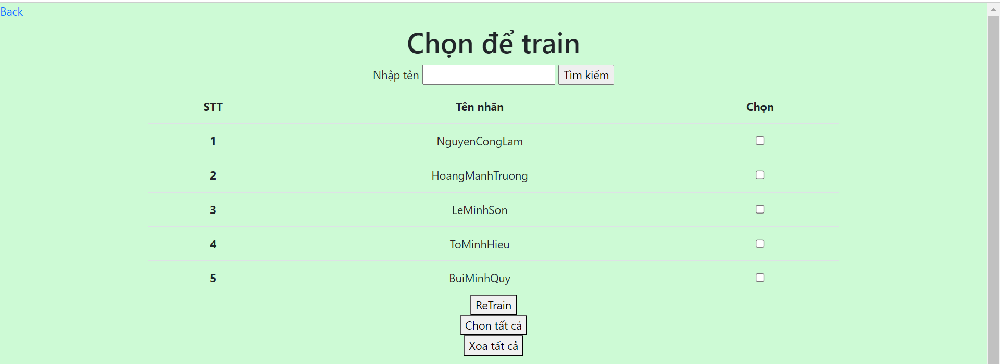 Back
Chọn để train
Nhập tên Tìm kiếm
STT Tên nhãn Chọn
1 NguyenCongLam
2 HoangManhTruong
3 LeMinhSon
4 ToMinhHieu
5 BuiMinhQuy
ReTrain
Chon tất cả
Xoa tất cả